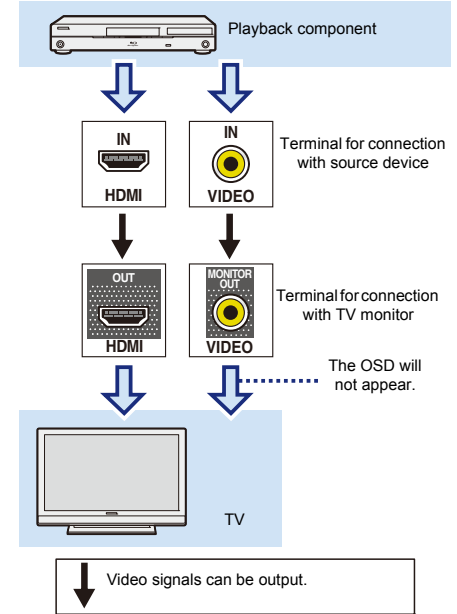 Playback component
IN
HDMI
IN
VIDEO
Terminal for connection
with source device
OUT
HDMI
MONITOR
OUT
VIDEO
Terminal for connection
with TV monitor
The OSD will
not appear.
TV
Video signals can be output.